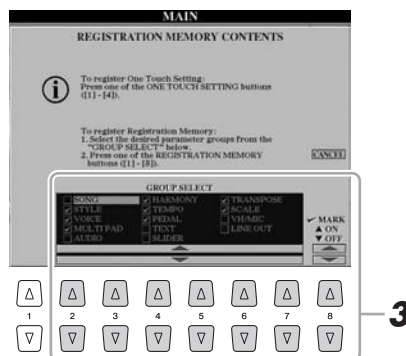 MAIN
REGISTRATION MEMORY CONTENTS
To register One Touch Setting:
Press one of the ONE TOUCH SETTING buttons
([1] - [4]).
To register Registration Memory:
1. Select the desired parameter groups from the
"GROUP SELECT" below.
2. Press one of the REGISTRATION MEMORY
buttons ([1] - [8]).
CANCEL
GROUP SELECT
SONG HARMONY TRANSPOSE
STYLE TEMPO SCALE
VOICE PEDAL VH/MIC
MULTI PAD TEXT LINE OUT
AUDIO SLIDER
MARK
▲ ON
▼ OFF
1 2 3 4 5 6 7 8
3